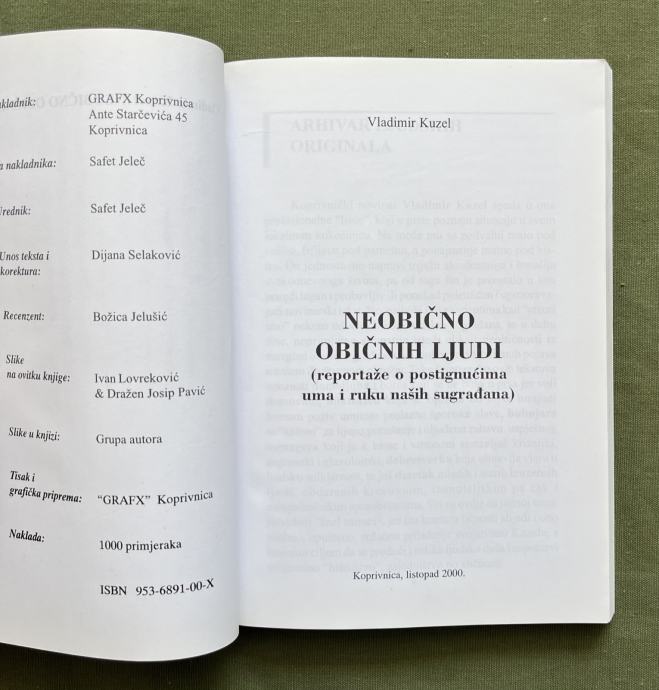 nakladnik:
GRAFX Koprivnica
Ante Starčevića 45
Koprivnica
nakladnika:
Safet Jeleč
Urednik:
Safet Jeleč
Unos teksta i
korektura:
Dijana Selaković
Recenzent:
Božica Jelušić
Slike
na ovitku knjige:
Ivan Lovreković
& Dražen Josip Pavić
Slike u knjizi:
Grupa autora
Tisak i
grafička priprema:
“GRAFX” Koprivnica
Naklada:
1000 primjeraka
ISBN 953-6891-00-X
Vladimir Kuzel
NEOBIČNO
OBIČNIH LJUDI
(reportaže o postignućima
uma i ruku naših sugrađana)
Koprivnica, listopad 2000.